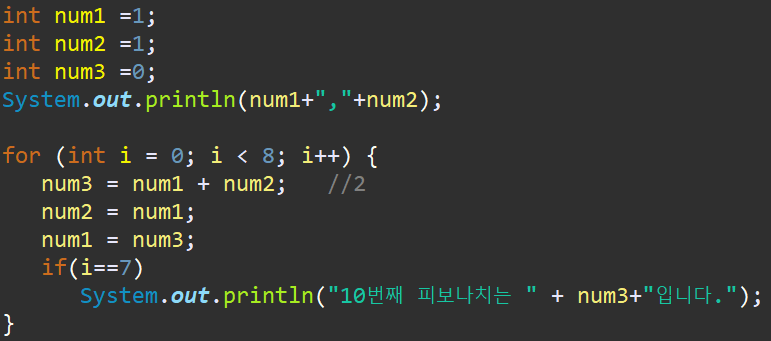 int num1 =1;
int num2 =1;
int num3 =0;
System.out.println(num1+","+num2);
for (int i = 0; i < 8; i++) {
num3 = num1 + num2; //2
num2 = num1;
num1 = num3;
if(i==7)
System.out.println("10번째 피보나치는 " + num3+"입니다.");
}